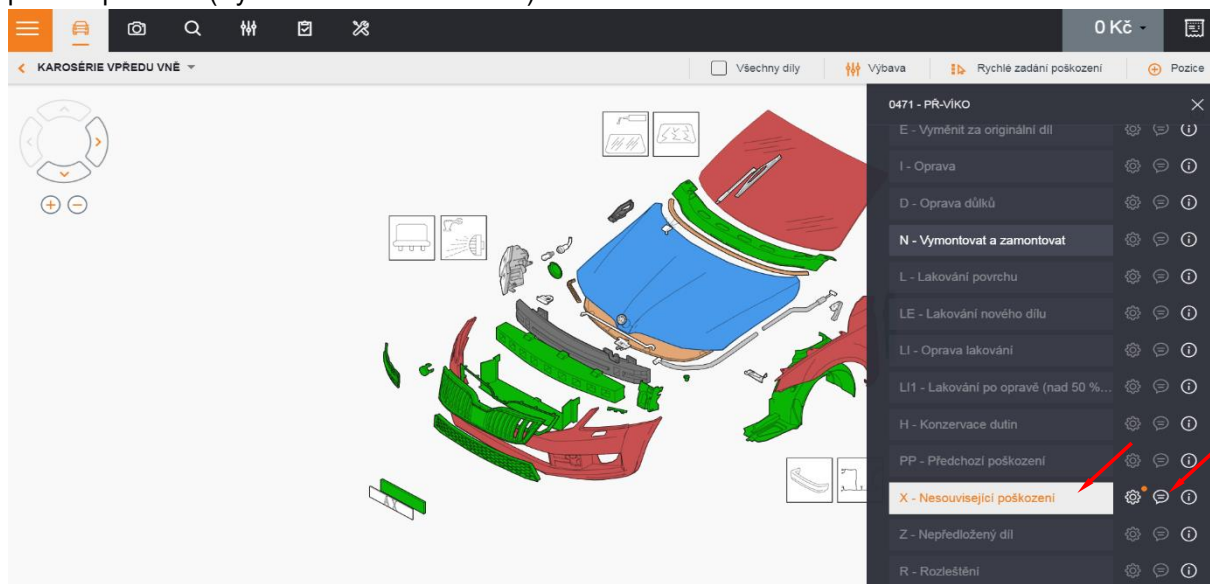 0 Kč
KAROSÉRIE VPŘEDU VNĚ
Všechny díly
Výbava
Rychlé zadání poškození
Pozice
0471 - PŘ-VÍKO
E - Vyměnit za originální díl
I - Oprava
D - Oprava důlků
N - Vymontovat a zamontovat
L - Lakování povrchu
LE - Lakování nového dílu
LI - Oprava lakování
LI1 - Lakování po opravě (nad 50 %...
H - Konzervace dutin
PP - Předchozí poškození
X - Nesouvisející poškození
Z - Nepředložený díl
R - Rozleštění